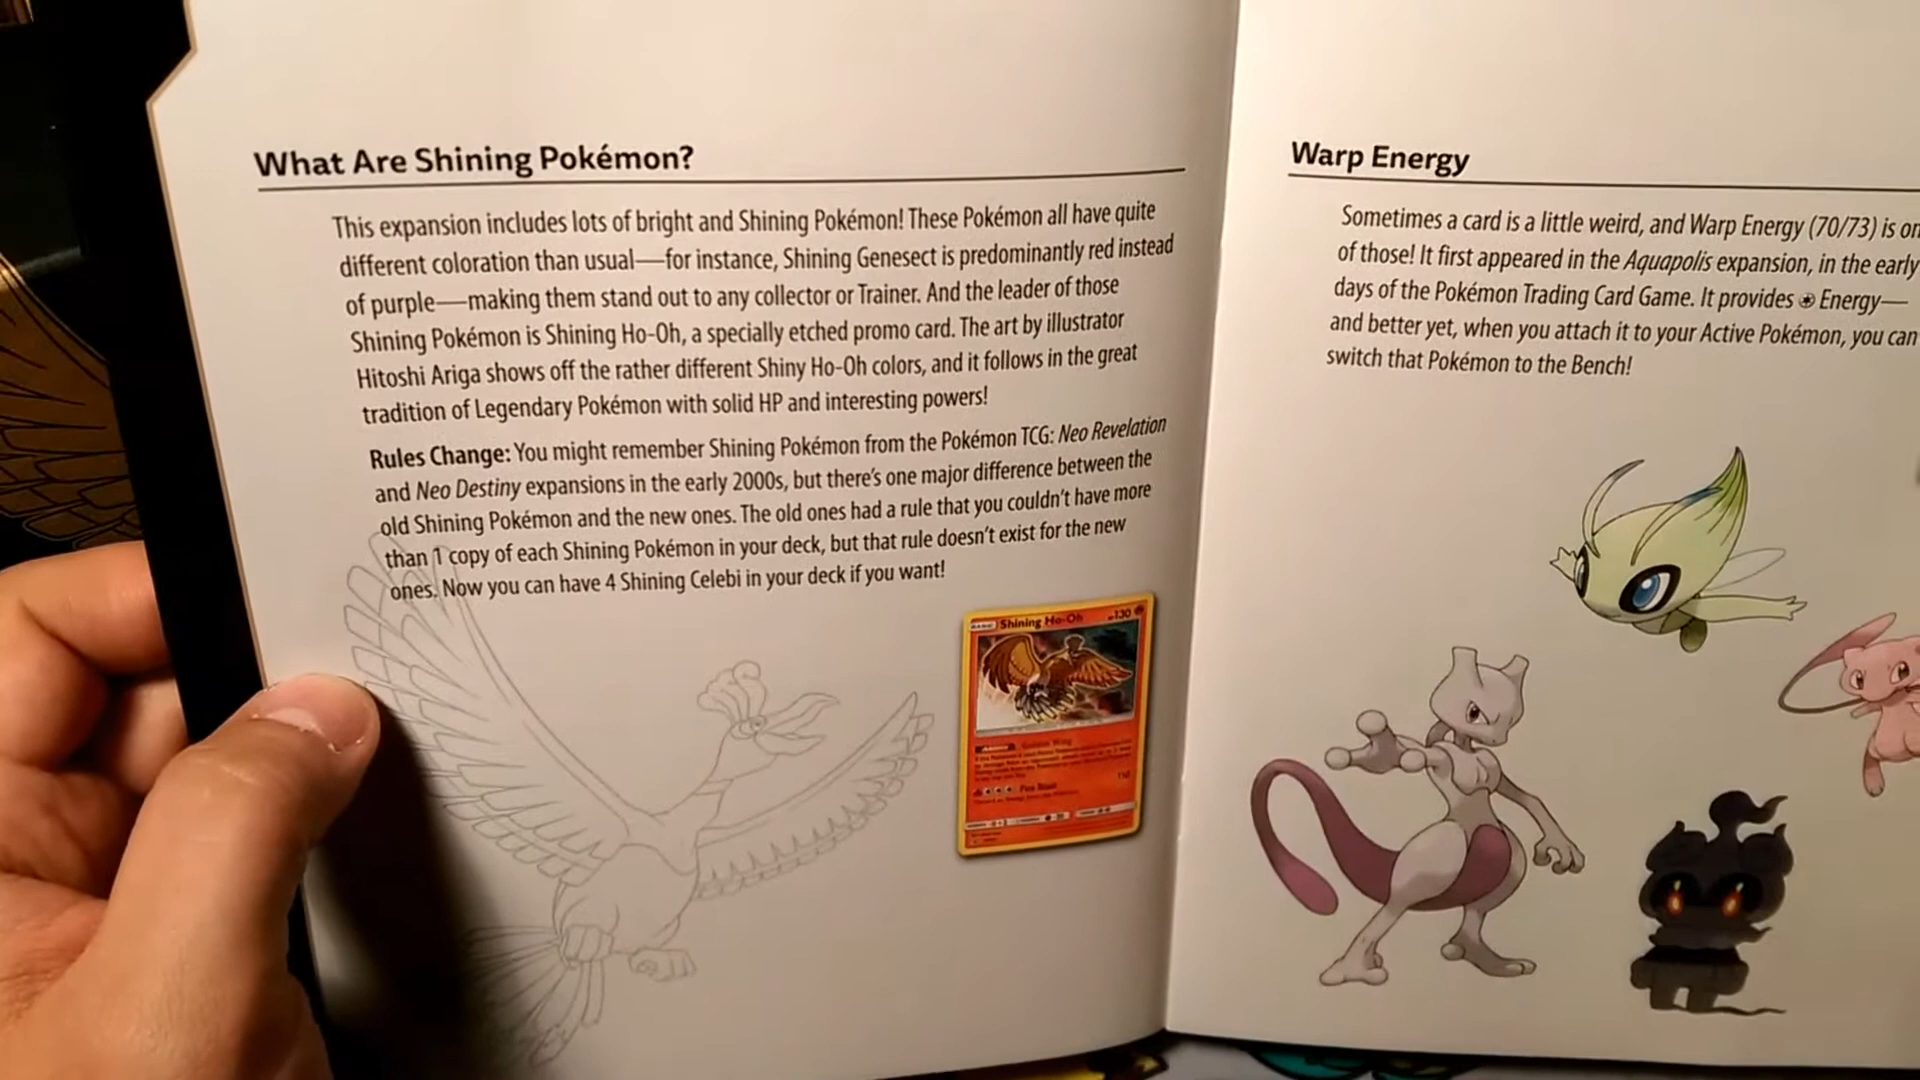 What Are Shining Pokémon?
This expansion includes lots of bright and Shining Pokémon! These Pokémon all have quite
different coloration than usual—for instance, Shining Genesect is predominantly red instead
of purple—making them stand out to any collector or Trainer. And the leader of those
Shining Pokémon is Shining Ho-Oh, a specially etched promo card. The art by illustrator
Hitoshi Ariga shows off the rather different Shiny Ho-Oh colors, and it follows in the great
tradition of Legendary Pokémon with solid HP and interesting powers!
Rules Change: You might remember Shining Pokémon from the Pokémon TCG: Neo Revelation
and Neo Destiny expansions in the early 2000s, but there's one major difference between the
old Shining Pokémon and the new ones. The old ones had a rule that you couldn't have more
than 1 copy of each Shining Pokémon in your deck, but that rule doesn't exist for the new
ones. Now you can have 4 Shining Celebi in your deck if you want!
BASIC Shining Ho-Oh 130
Warp Energy
Sometimes a card is a little weird, and Warp Energy (70/73) is on
of those! It first appeared in the Aquapolis expansion, in the early
days of the Pokémon Trading Card Game. It provides Energy—
and better yet, when you attach it to your Active Pokémon, you can
switch that Pokémon to the Bench!